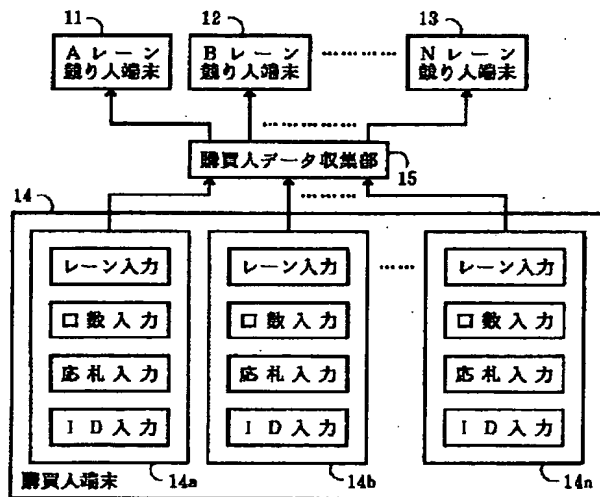 11
12
13
Aレーン
競り人端末
Bレーン
競り人端末
…………
Nレーン
競り人端末
…………
購買人データ収集部
15
………
14
レーン入力
口数入力
応札入力
ID入力
レーン入力
口数入力
応札入力
ID入力
……
レーン入力
口数入力
応札入力
ID入力
購買人端末
14a
14b
14n